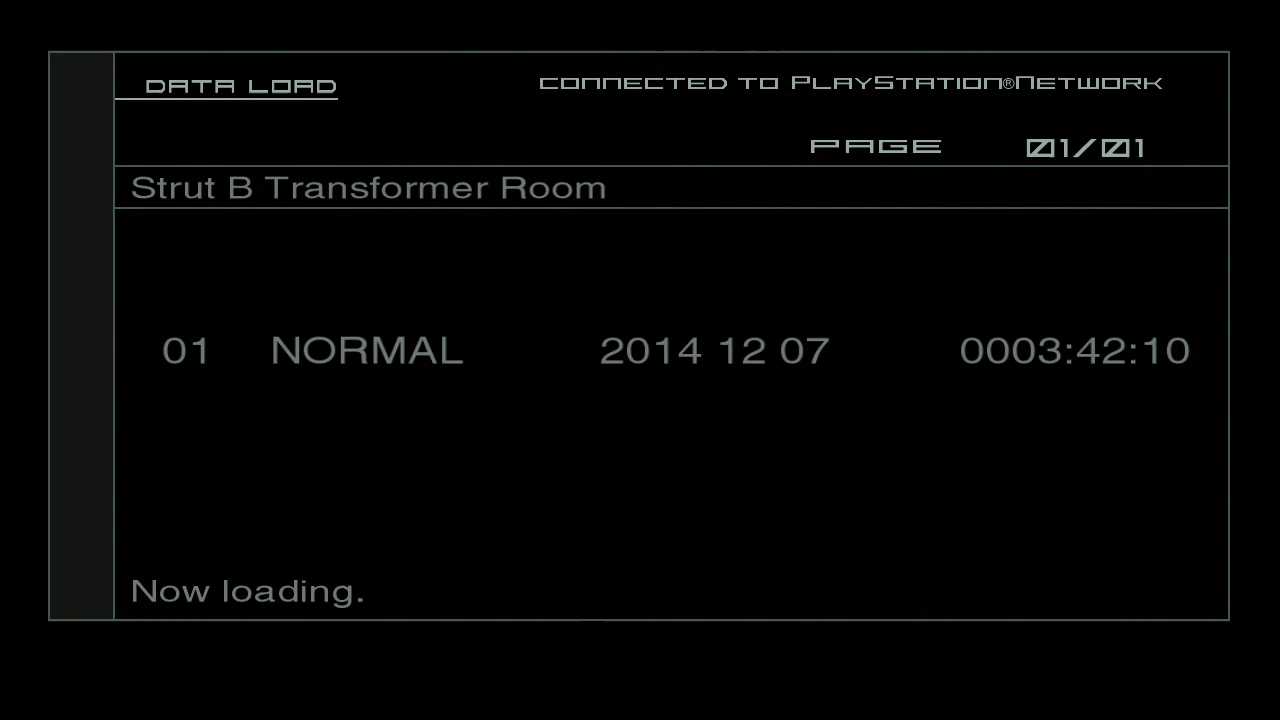 DATA LOAD
CONNECTED TO PLAYSTATION®NETWORK
PAGE 01/01
Strut B Transformer Room
01 NORMAL 2014 12 07 0003:42:10
Now loading.